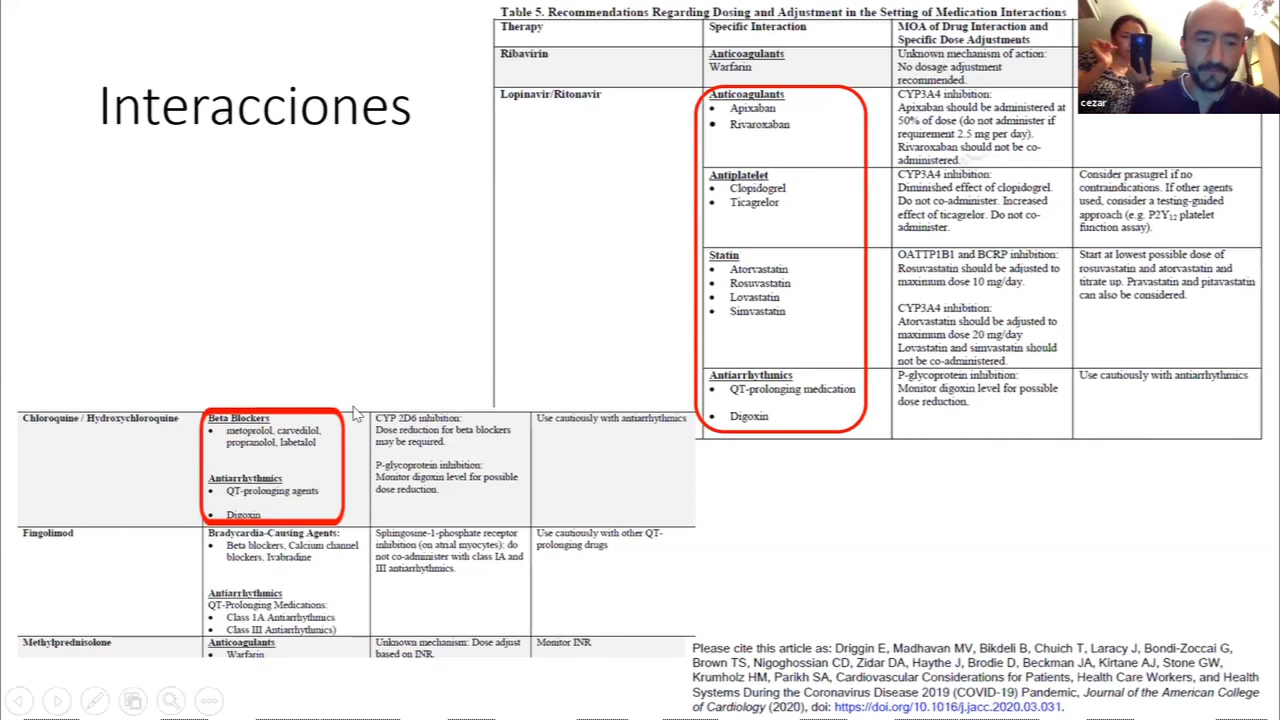 Interacciones
Table 5. Recommendations Regarding Dosing and Adjustment in the Setting of Medication Interactions
Therapy
Specific Interaction
MOA of Drug Interaction and
Specific Dose Adjustments
Ribavirin
Anticoagulants
Warfarin
Unknown mechanism of action:
No dosage adjustment
recommended.
Lopinavir/Ritonavir
Anticoagulants
• Apixaban
• Rivaroxaban
CYP3A4 inhibition:
Apixaban should be administered at
50% of dose (do not administer if
requirement 2.5 mg per day).
Rivaroxaban should not be co-
administered.
Antiplatelet
• Clopidogrel
• Ticagrelor
CYP3A4 inhibition:
Diminished effect of clopidogrel.
Do not co-administer. Increased
effect of ticagrelor. Do not co-
administer.
Consider prasugrel if no
contraindications. If other agents
used, consider a testing-guided
approach (e.g. P2Y12 platelet
function assay).
Statin
• Atorvastatin
• Rosuvastatin
• Lovastatin
• Simvastatin
OATTP1B1 and BCRP inhibition:
Rosuvastatin should be adjusted to
maximum dose 10 mg/day.
CYP3A4 inhibition:
Atorvastatin should be adjusted to
maximum dose 20 mg/day
Lovastatin and simvastatin should
not be co-administered.
Start at lowest possible dose of
rosuvastatin and atorvastatin and
titrate up. Pravastatin and pitavastatin
can also be considered.
Antiarrhythmics
• QT-prolonging medication
• Digoxin
P-glycoprotein inhibition:
Monitor digoxin level for possible
dose reduction.
Use cautiously with antiarrhythmics
cezar
Chloroquine / Hydroxychloroquine
Beta Blockers
• metoprolol, carvedilol,
propranolol, labetalol
Antiarrhythmics
• QT-prolonging agents
• Digoxin
CYP 2D6 inhibition:
Dose reduction for beta blockers
may be required.
P-glycoprotein inhibition:
Monitor digoxin level for possible
dose reduction.
Use cautiously with antiarrhythmics
Fingolimod
Bradycardia-Causing Agents:
• Beta blockers, Calcium channel
blockers, Ivabradine
Antiarrhythmics
QT-Prolonging Medications:
• Class 1A Antiarrhythmics
• Class III Antiarrhythmics)
Sphingosine-1-phosphate receptor
inhibition (on atrial myocytes): do
not co-administer with class IA and
III antiarrhythmics.
Use cautiously with other QT-
prolonging drugs
Methylprednisolone
Anticoagulants
• Warfarin
Unknown mechanism: Dose adjust
based on INR.
Monitor INR
Please cite this article as: Driggin E, Madhavan MV, Bikdeli B, Chuich T, Laracy J, Bondi-Zoccai G,
Brown TS, Nigoghossian CD, Zidar DA, Haythe J, Brodie D, Beckman JA, Kirtane AJ, Stone GW,
Krumholz HM, Parikh SA, Cardiovascular Considerations for Patients, Health Care Workers, and Health
Systems During the Coronavirus Disease 2019 (COVID-19) Pandemic, Journal of the American College
of Cardiology (2020), doi: https://doi.org/10.1016/j.jacc.2020.03.031.